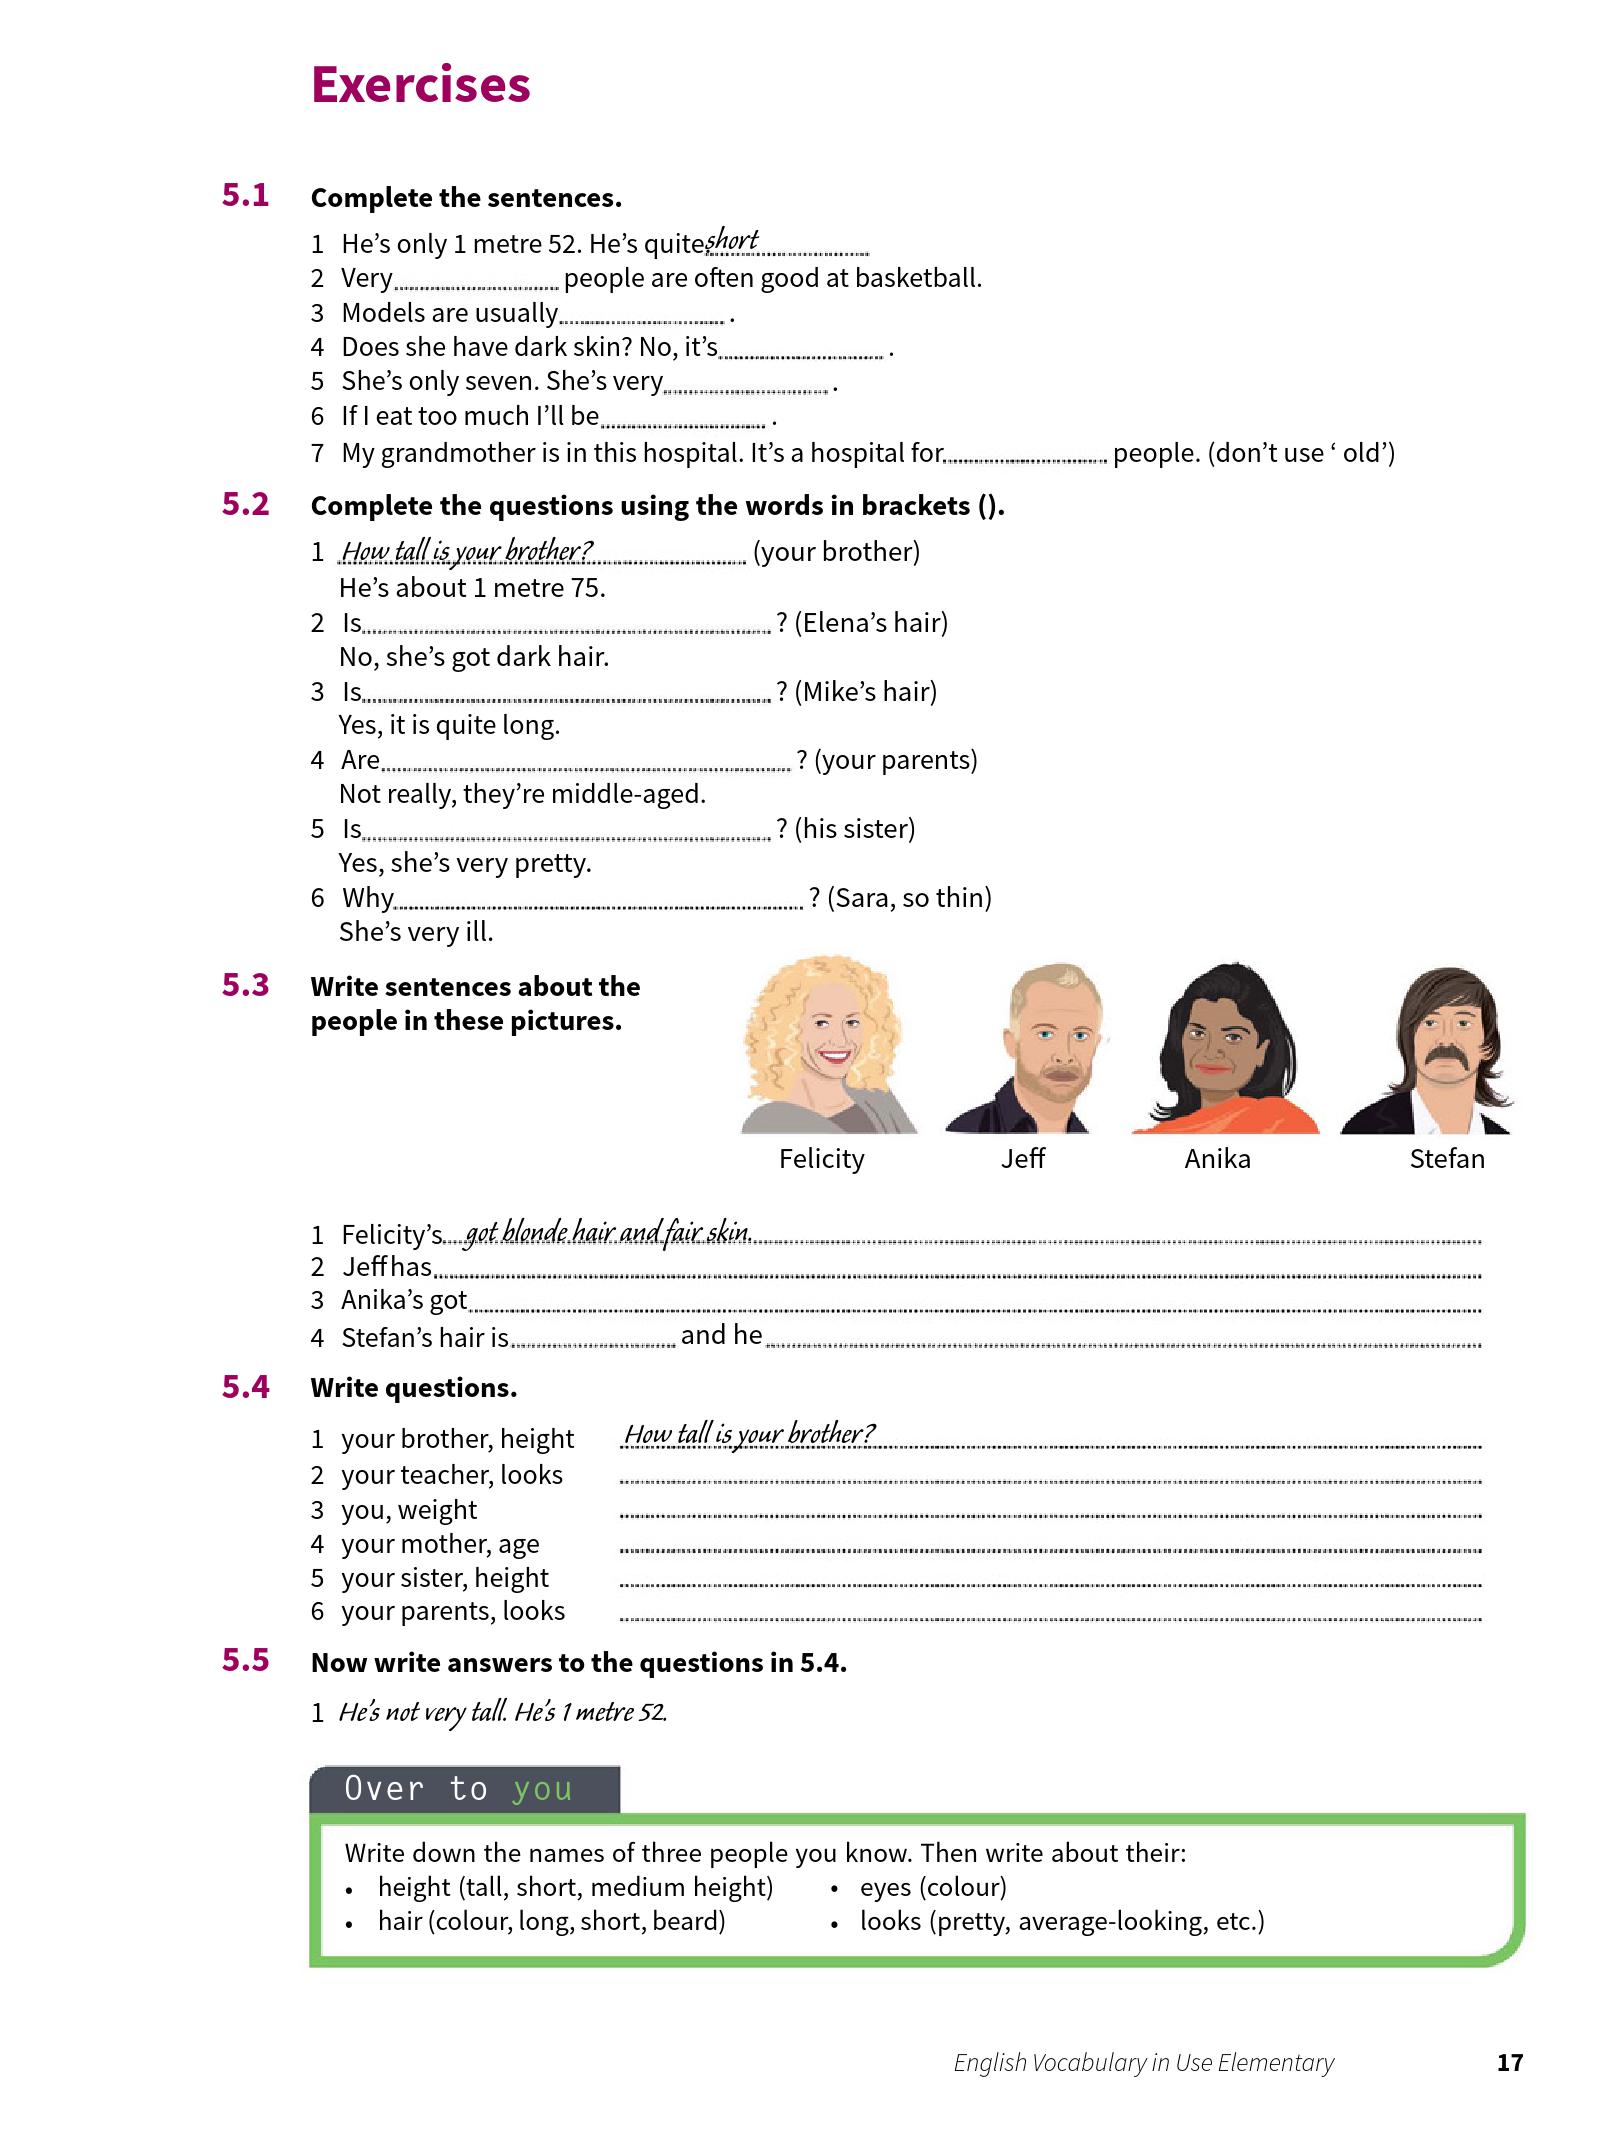 Exercises
5.1 Complete the sentences.
1 He’s only 1 metre 52. He’s quite short
2 Very people are often good at basketball.
3 Models are usually .
4 Does she have dark skin? No, it’s .
5 She’s only seven. She’s very .
6 If I eat too much I’ll be .
7 My grandmother is in this hospital. It’s a hospital for people. (don’t use ‘ old’)
5.2 Complete the questions using the words in brackets ().
1 How tall is your brother? (your brother)
He’s about 1 metre 75.
2 Is ? (Elena’s hair)
No, she’s got dark hair.
3 Is ? (Mike’s hair)
Yes, it is quite long.
4 Are ? (your parents)
Not really, they’re middle-aged.
5 Is ? (his sister)
Yes, she’s very pretty.
6 Why ? (Sara, so thin)
She’s very ill.
5.3 Write sentences about the
people in these pictures.
Felicity Jeff Anika Stefan
1 Felicity’s got blonde hair and fair skin.
2 Jeff has
3 Anika’s got
4 Stefan’s hair is and he
5.4 Write questions.
1 your brother, height How tall is your brother?
2 your teacher, looks
3 you, weight
4 your mother, age
5 your sister, height
6 your parents, looks
5.5 Now write answers to the questions in 5.4.
1 He’s not very tall. He’s 1 metre 52.
Over to you
Write down the names of three people you know. Then write about their:
• height (tall, short, medium height) • eyes (colour)
• hair (colour, long, short, beard) • looks (pretty, average-looking, etc.)
English Vocabulary in Use Elementary 17